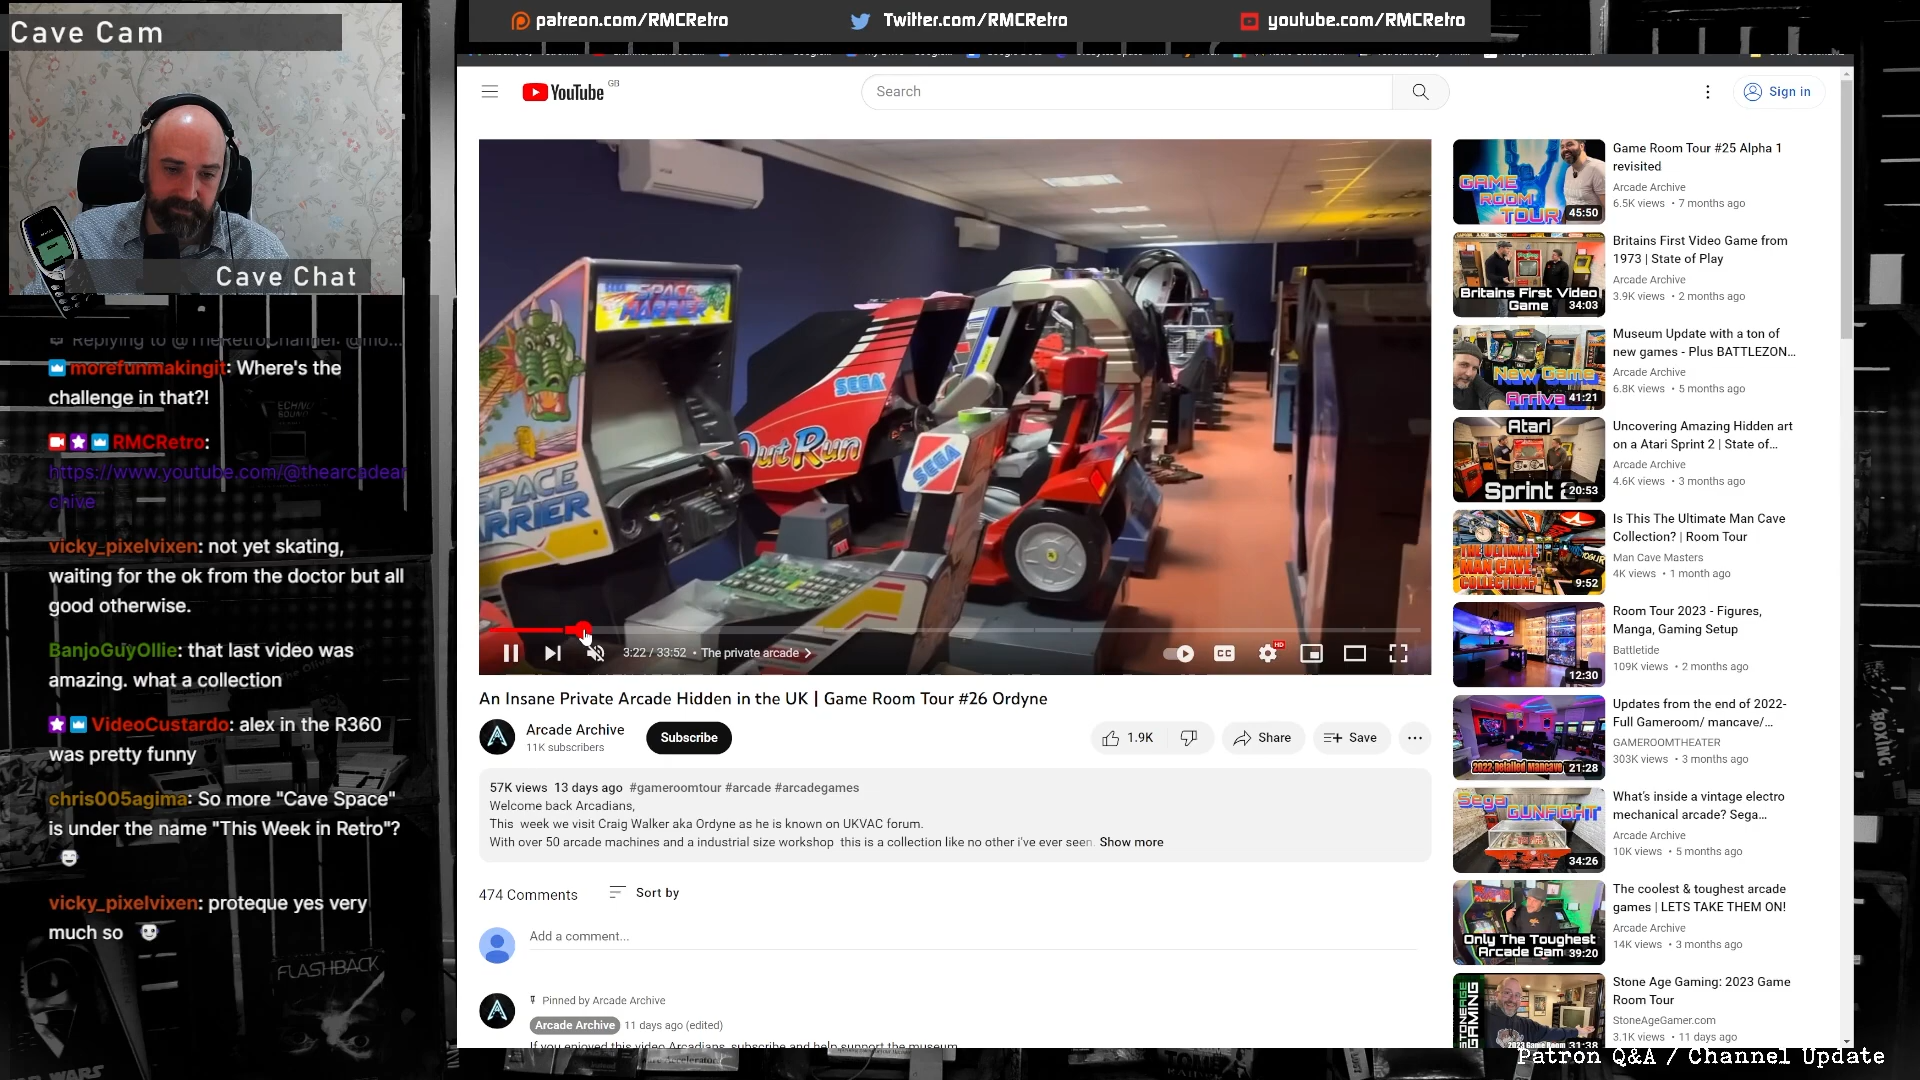 Cave Cam
patreon.com/RMCRetro
Twitter.com/RMCRetro
youtube.com/RMCRetro
YouTube GB
Search
Sign in
Cave Chat
Replying to @TheRetroChannel: @mo...
morefunmakingit: Where's the
challenge in that?!
RMCRetro:
https://www.youtube.com/@thearcadear
chive
vicky_pixelvixen: not yet skating,
waiting for the ok from the doctor but all
good otherwise.
BanjoGuyOllie: that last video was
amazing. what a collection
VideoCustardo: alex in the R360
was pretty funny
chris005agima: So more "Cave Space"
is under the name "This Week in Retro"?
vicky_pixelvixen: proteque yes very
much so
FLASHBACK
SPACE
HARRIER
SEGA
OutRun
SEGA
SPACE
HARRIER
3:22 / 33:52 • The private arcade
CC
HD
An Insane Private Arcade Hidden in the UK | Game Room Tour #26 Ordyne
Arcade Archive
11K subscribers
Subscribe
1.9K
Share
Save
57K views 13 days ago #gameroomtour #arcade #arcadegames
Welcome back Arcadians,
This week we visit Craig Walker aka Ordyne as he is known on UKVAC forum.
With over 50 arcade machines and a industrial size workshop this is a collection like no other i've ever seen. Show more
474 Comments
Sort by
Add a comment...
Pinned by Arcade Archive
Arcade Archive 11 days ago (edited)
If you enjoyed this video Arcadians, subscribe and help support the museum
GAME
ROOM
TOUR
45:50
Game Room Tour #25 Alpha 1
revisited
Arcade Archive
6.5K views • 7 months ago
Britains First Video
Game
34:03
Britains First Video Game from
1973 | State of Play
Arcade Archive
3.9K views • 2 months ago
New Game
Arriva
41:21
Museum Update with a ton of
new games - Plus BATTLEZON...
Arcade Archive
6.8K views • 5 months ago
Atari
Sprint 2
20:53
Uncovering Amazing Hidden art
on a Atari Sprint 2 | State of...
Arcade Archive
4.6K views • 3 months ago
THE ULTIMATE
MAN CAVE
COLLECTION?
9:52
Is This The Ultimate Man Cave
Collection? | Room Tour
Man Cave Masters
4K views • 1 month ago
12:30
Room Tour 2023 - Figures,
Manga, Gaming Setup
Battletide
109K views • 2 months ago
2022-Detailed Mancave
21:28
Updates from the end of 2022-
Full Gameroom/ mancave/...
GAMEROOMTHEATER
303K views • 3 months ago
Sega
GUNFIGHT
34:26
What's inside a vintage electro
mechanical arcade? Sega...
Arcade Archive
10K views • 5 months ago
Only The Toughest
Arcade Gam
39:20
The coolest & toughest arcade
games | LETS TAKE THEM ON!
Arcade Archive
14K views • 3 months ago
STONEAGE
GAMING
2023 Game Room
31:38
Stone Age Gaming: 2023 Game
Room Tour
StoneAgeGamer.com
3.1K views • 11 days ago
BOXING
Patron Q&A / Channel Update